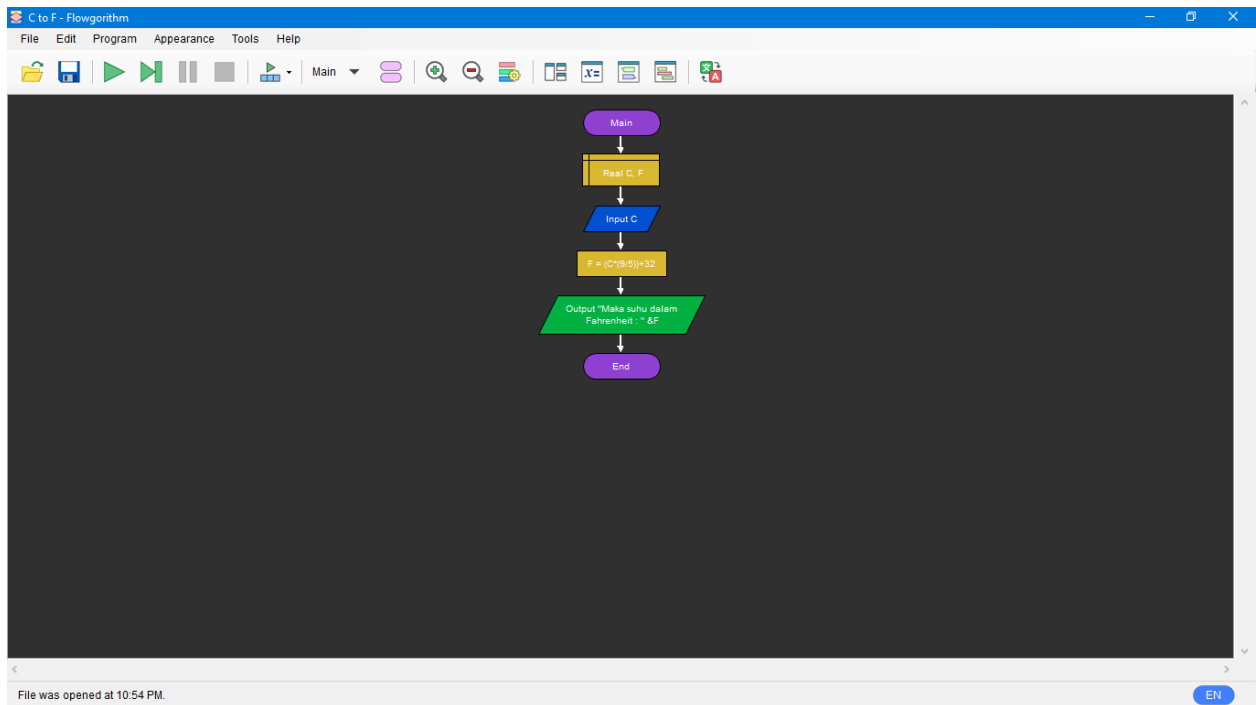 C to F - Flowgorithm
File Edit Program Appearance Tools Help
Main
x=
Main
Real C, F
Input C
F = (C*(9/5))+32
Output "Maka suhu dalam
Fahrenheit : " &F
End
File was opened at 10:54 PM.
EN